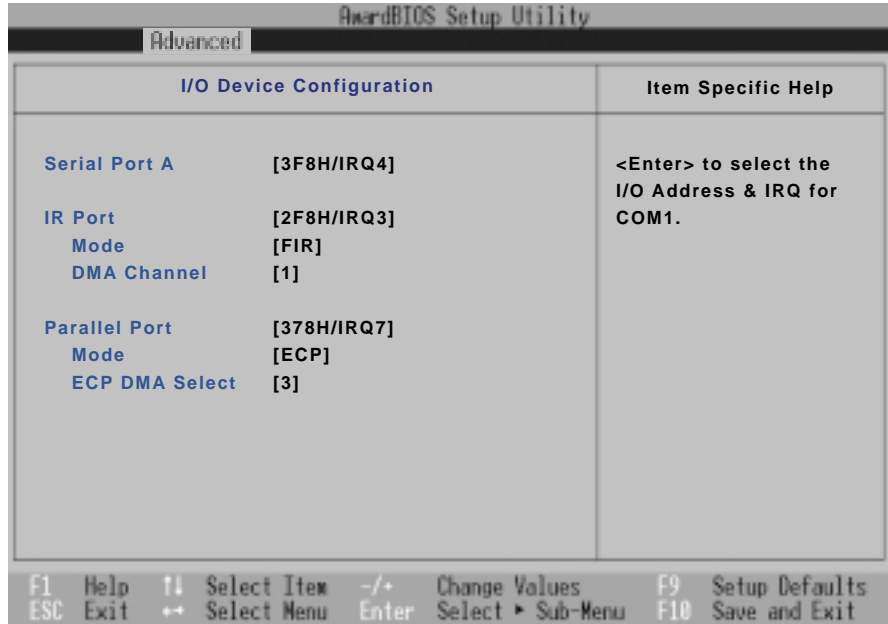 AwardBIOS Setup Utility
Advanced
I/O Device Configuration
Item Specific Help
Serial Port A [3F8H/IRQ4]
IR Port [2F8H/IRQ3]
Mode [FIR]
DMA Channel [1]
Parallel Port [378H/IRQ7]
Mode [ECP]
ECP DMA Select [3]
<Enter> to select the
I/O Address & IRQ for
COM1.
F1 Help ↑↓ Select Item -/+ Change Values F9 Setup Defaults
ESC Exit ←→ Select Menu Enter Select ▶ Sub-Menu F10 Save and Exit